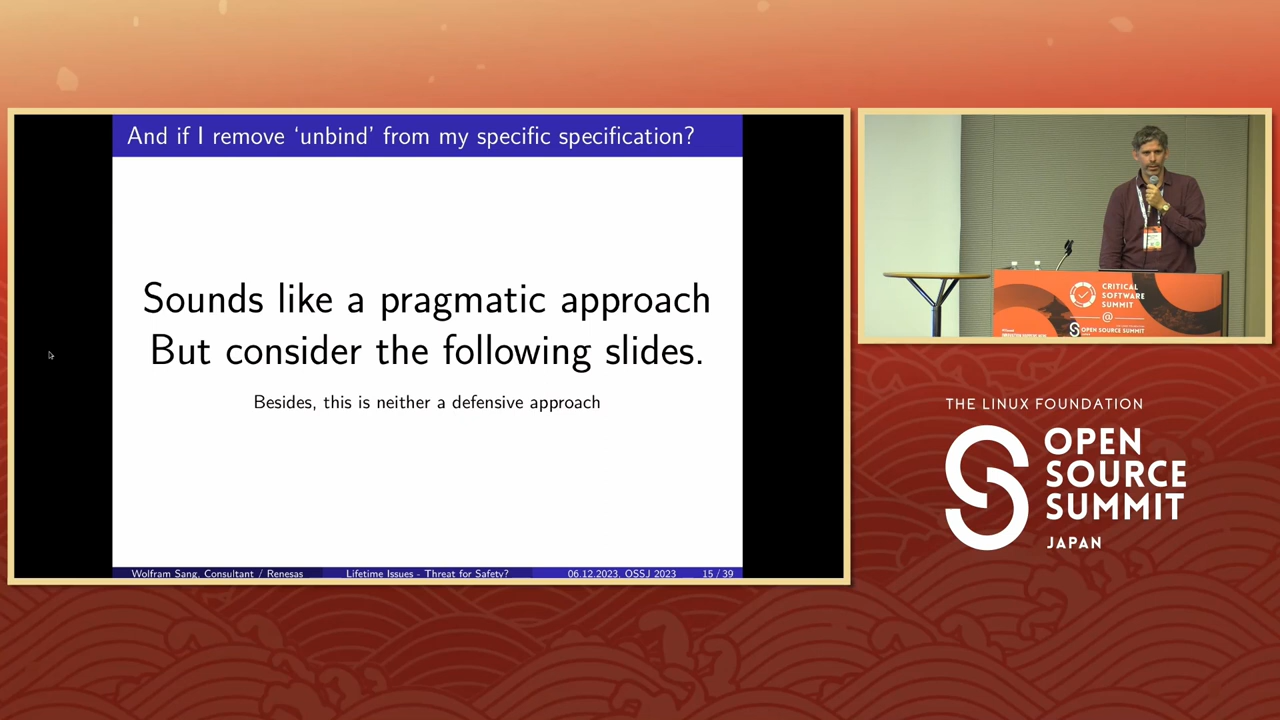 And if I remove ‘unbind’ from my specific specification?
Sounds like a pragmatic approach
But consider the following slides.
Besides, this is neither a defensive approach
Wolfram Sang, Consultant / Renesas
Lifetime Issues - Threat for Safety?
06.12.2023, OSSJ 2023
15 / 39
CRITICAL
SOFTWARE
SUMMIT
@
OPEN SOURCE SUMMIT
THE LINUX FOUNDATION
OPEN
SOURCE
SUMMIT
JAPAN